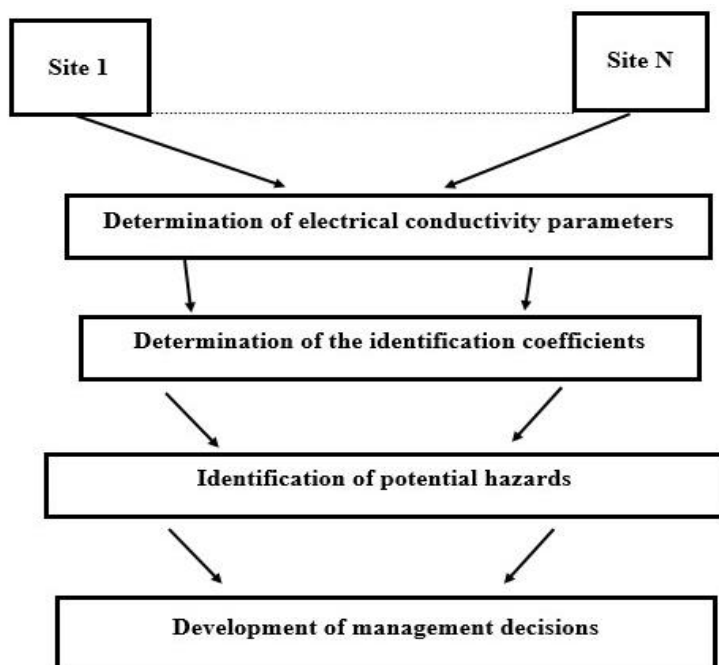 Site 1
Site N
Determination of electrical conductivity parameters
Determination of the identification coefficients
Identification of potential hazards
Development of management decisions